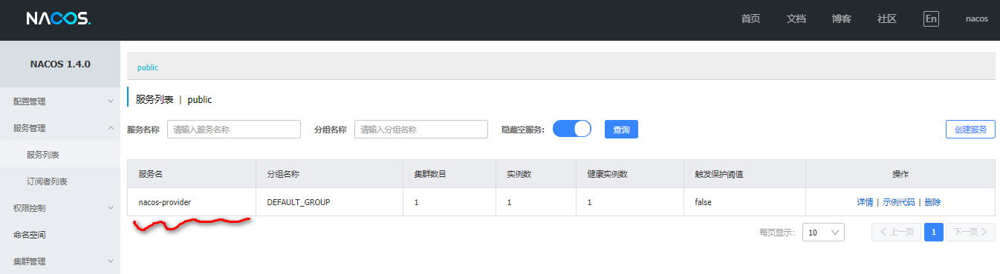 NACOS.
首页 文档 博客 社区 En nacos
NACOS 1.4.0
配置管理
服务管理
服务列表
订阅者列表
权限控制
命名空间
集群管理
public
服务列表 | public
服务名称 请输入服务名称 分组名称 请输入分组名称 隐藏空服务: 查询 创建服务
服务名 分组名称 集群数目 实例数 健康实例数 触发保护阈值 操作
nacos-provider DEFAULT_GROUP 1 1 1 false 详情 | 示例代码 | 删除
每页显示: 10 < 上一页 1 下一页 >